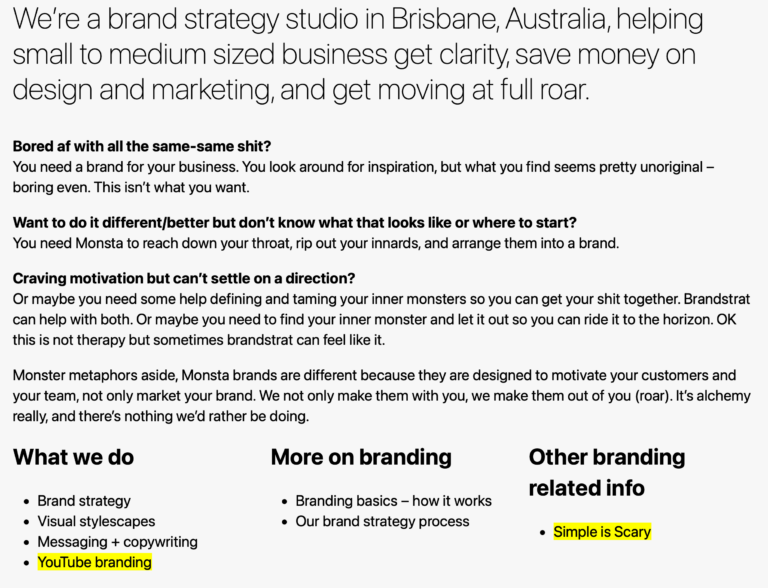 We’re a brand strategy studio in Brisbane, Australia, helping
small to medium sized business get clarity, save money on
design and marketing, and get moving at full roar.
Bored af with all the same-same shit?
You need a brand for your business. You look around for inspiration, but what you find seems pretty unoriginal –
boring even. This isn’t what you want.
Want to do it different/better but don’t know what that looks like or where to start?
You need Monsta to reach down your throat, rip out your innards, and arrange them into a brand.
Craving motivation but can’t settle on a direction?
Or maybe you need some help defining and taming your inner monsters so you can get your shit together. Brandstrat
can help with both. Or maybe you need to find your inner monster and let it out so you can ride it to the horizon. OK
this is not therapy but sometimes brandstrat can feel like it.
Monster metaphors aside, Monsta brands are different because they are designed to motivate your customers and
your team, not only market your brand. We not only make them with you, we make them out of you (roar). It’s alchemy
really, and there’s nothing we’d rather be doing.
What we do
• Brand strategy
• Visual stylescapes
• Messaging + copywriting
• YouTube branding
More on branding
• Branding basics – how it works
• Our brand strategy process
Other branding
related info
• Simple is Scary